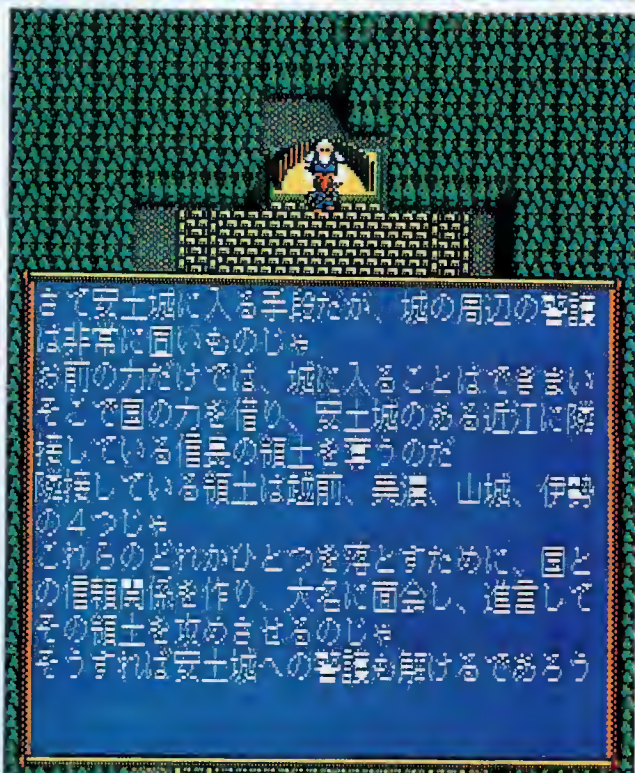 さて安土城に入る手段だが、城の周辺の警護
は非常に固いものじゃ
お前の力だけでは、城に入ることはできまい
そこで国の力を借り、安土城のある近江に隣
接している信長の領土を奪うのだ
隣接している領土は越前、美濃、山城、伊勢
の4つじゃ
これらのどれかひとつを落とすために、国と
の信頼関係を作り、大名に面会し、進言して
その領土を攻めさせるのじゃ
そうすれば安土城への警護も解けるであろう